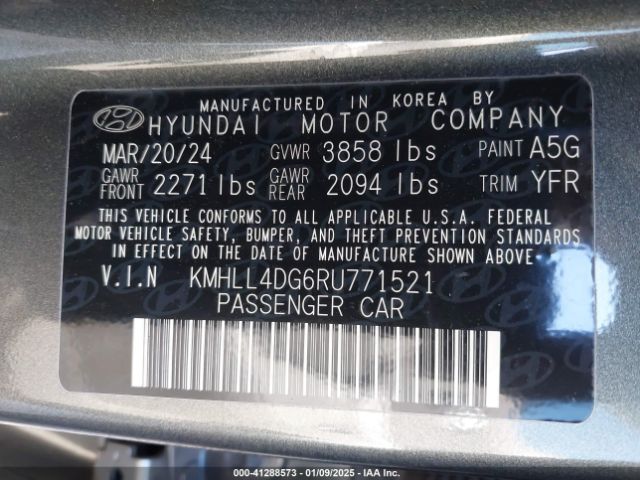 MANUFACTURED IN KOREA BY
HYUNDAI MOTOR COMPANY
MAR/20/24 GVWR 3858 lbs PAINT A5G
GAWR FRONT 2271 lbs GAWR REAR 2094 lbs TRIM YFR
THIS VEHICLE CONFORMS TO ALL APPLICABLE U.S.A. FEDERAL
MOTOR VEHICLE SAFETY, BUMPER, AND THEFT PREVENTION STANDARDS
IN EFFECT ON THE DATE OF MANUFACTURE SHOWN ABOVE.
V.I.N KMHLL4DG6RU771521
PASSENGER CAR
000-41288573 - 01/09/2025 - IAA Inc.